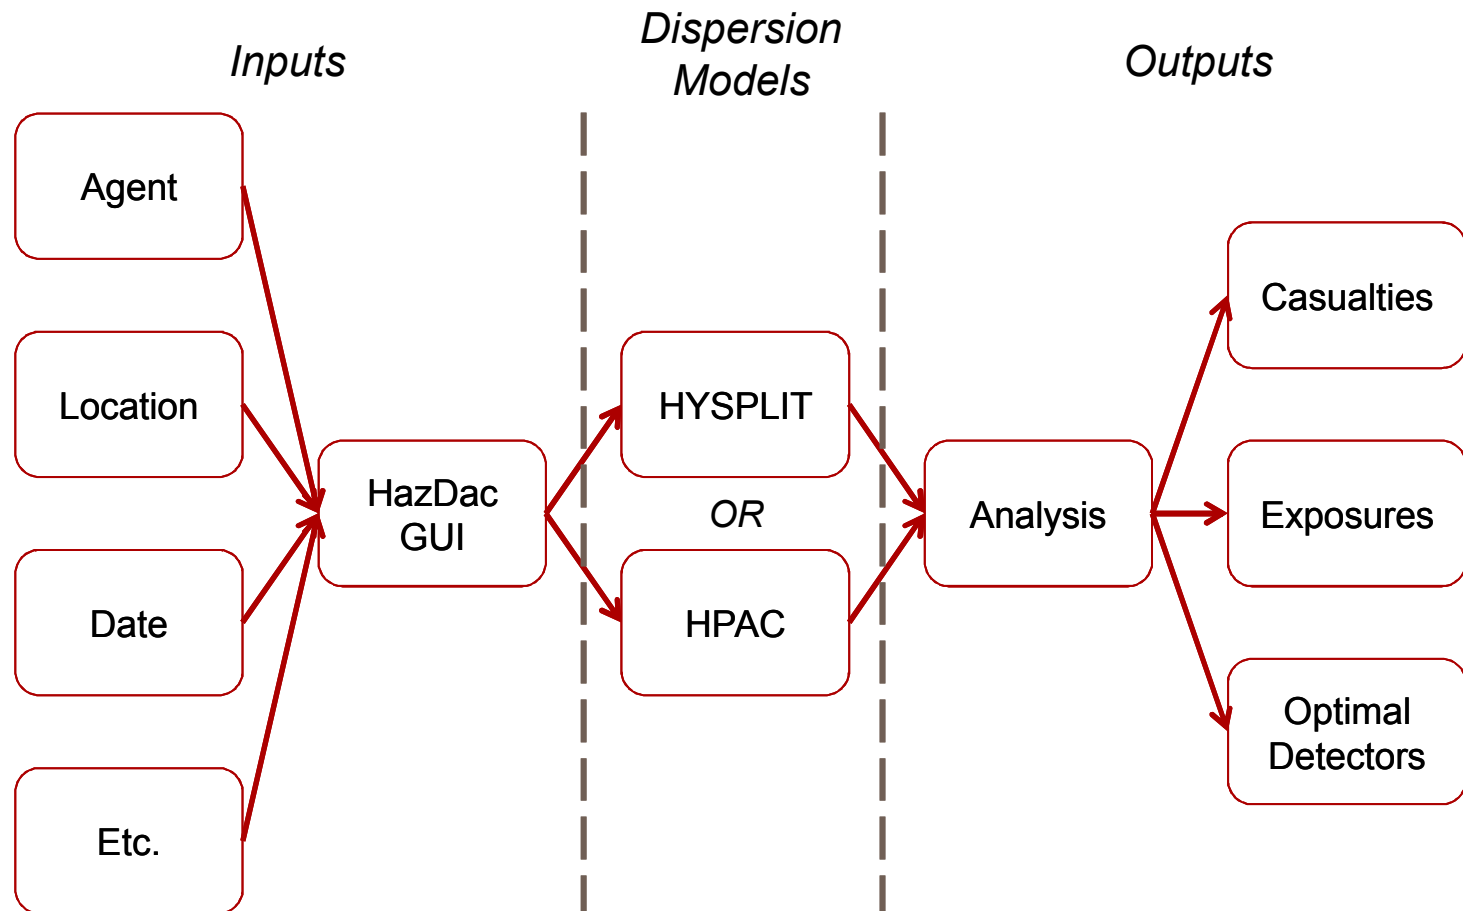 Inputs
Dispersion
Models
Outputs
Agent
Location
Date
Etc.
HazDac
GUI
HYSPLIT
OR
HPAC
Analysis
Casualties
Exposures
Optimal
Detectors